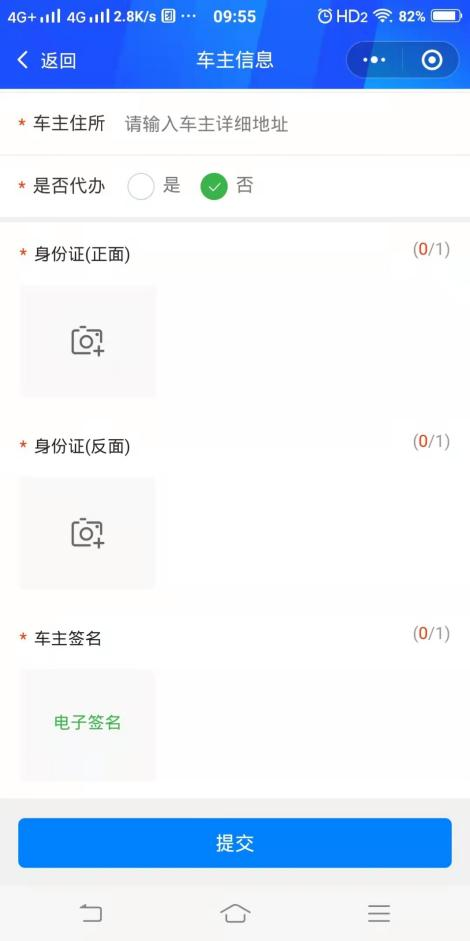 4G+ 4G 2.8K/s ··· 09:55 HD2 82%
返回 车主信息
* 车主住所 请输入车主详细地址
* 是否代办 是 否
* 身份证(正面) (0/1)
* 身份证(反面) (0/1)
* 车主签名 (0/1)
电子签名
提交